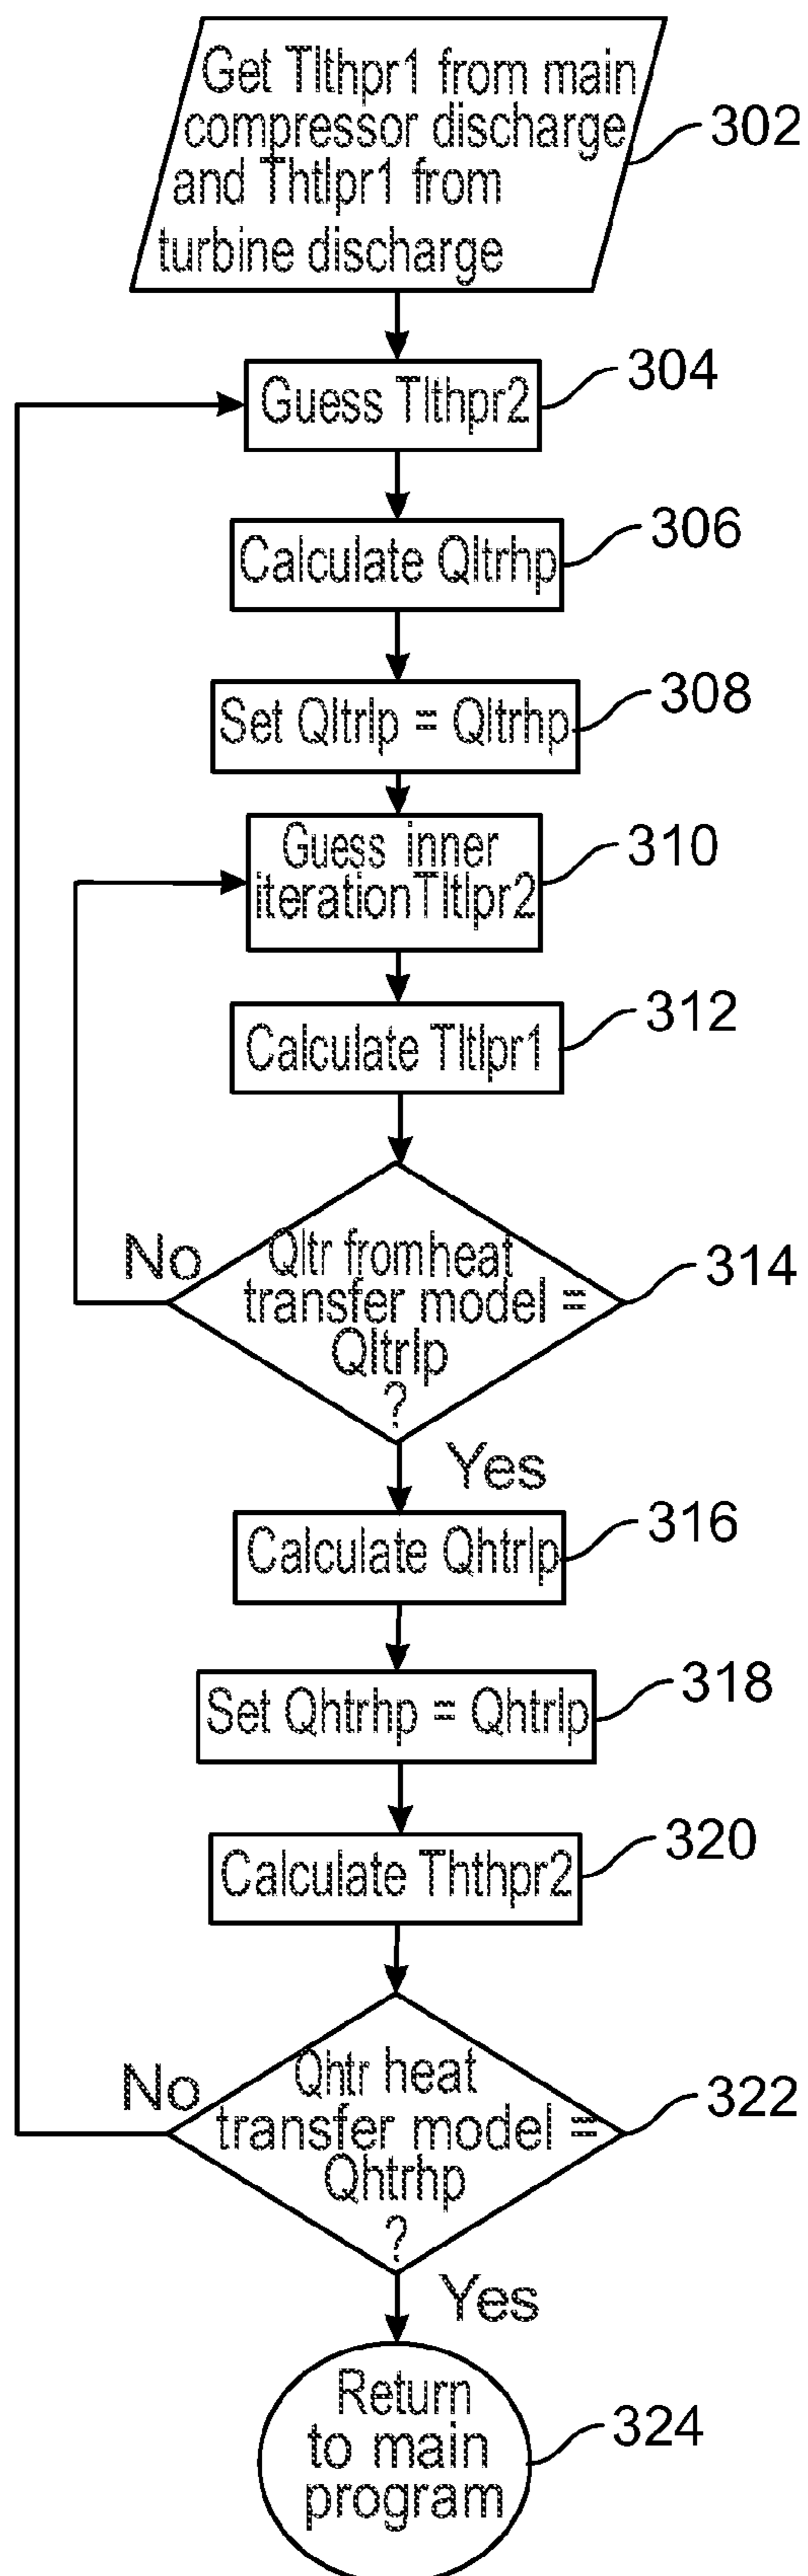 Get Tlthpr1 from main
compressor discharge
and Thtlpr1 from
turbine discharge
302
Guess Tlthpr2
304
Calculate Qltrhp
306
Set Qltrlp = Qltrhp
308
Guess inner
iterationTltlpr2
310
Calculate Tltlpr1
312
No
Qltr fromheat
transfer model =
Qltrlp
?
314
Yes
Calculate Qhtrlp
316
Set Qhtrhp = Qhtrlp
318
Calculate Ththpr2
320
No
Qhtr heat
transfer model =
Qhtrhp
?
322
Yes
Return
to main
program
324